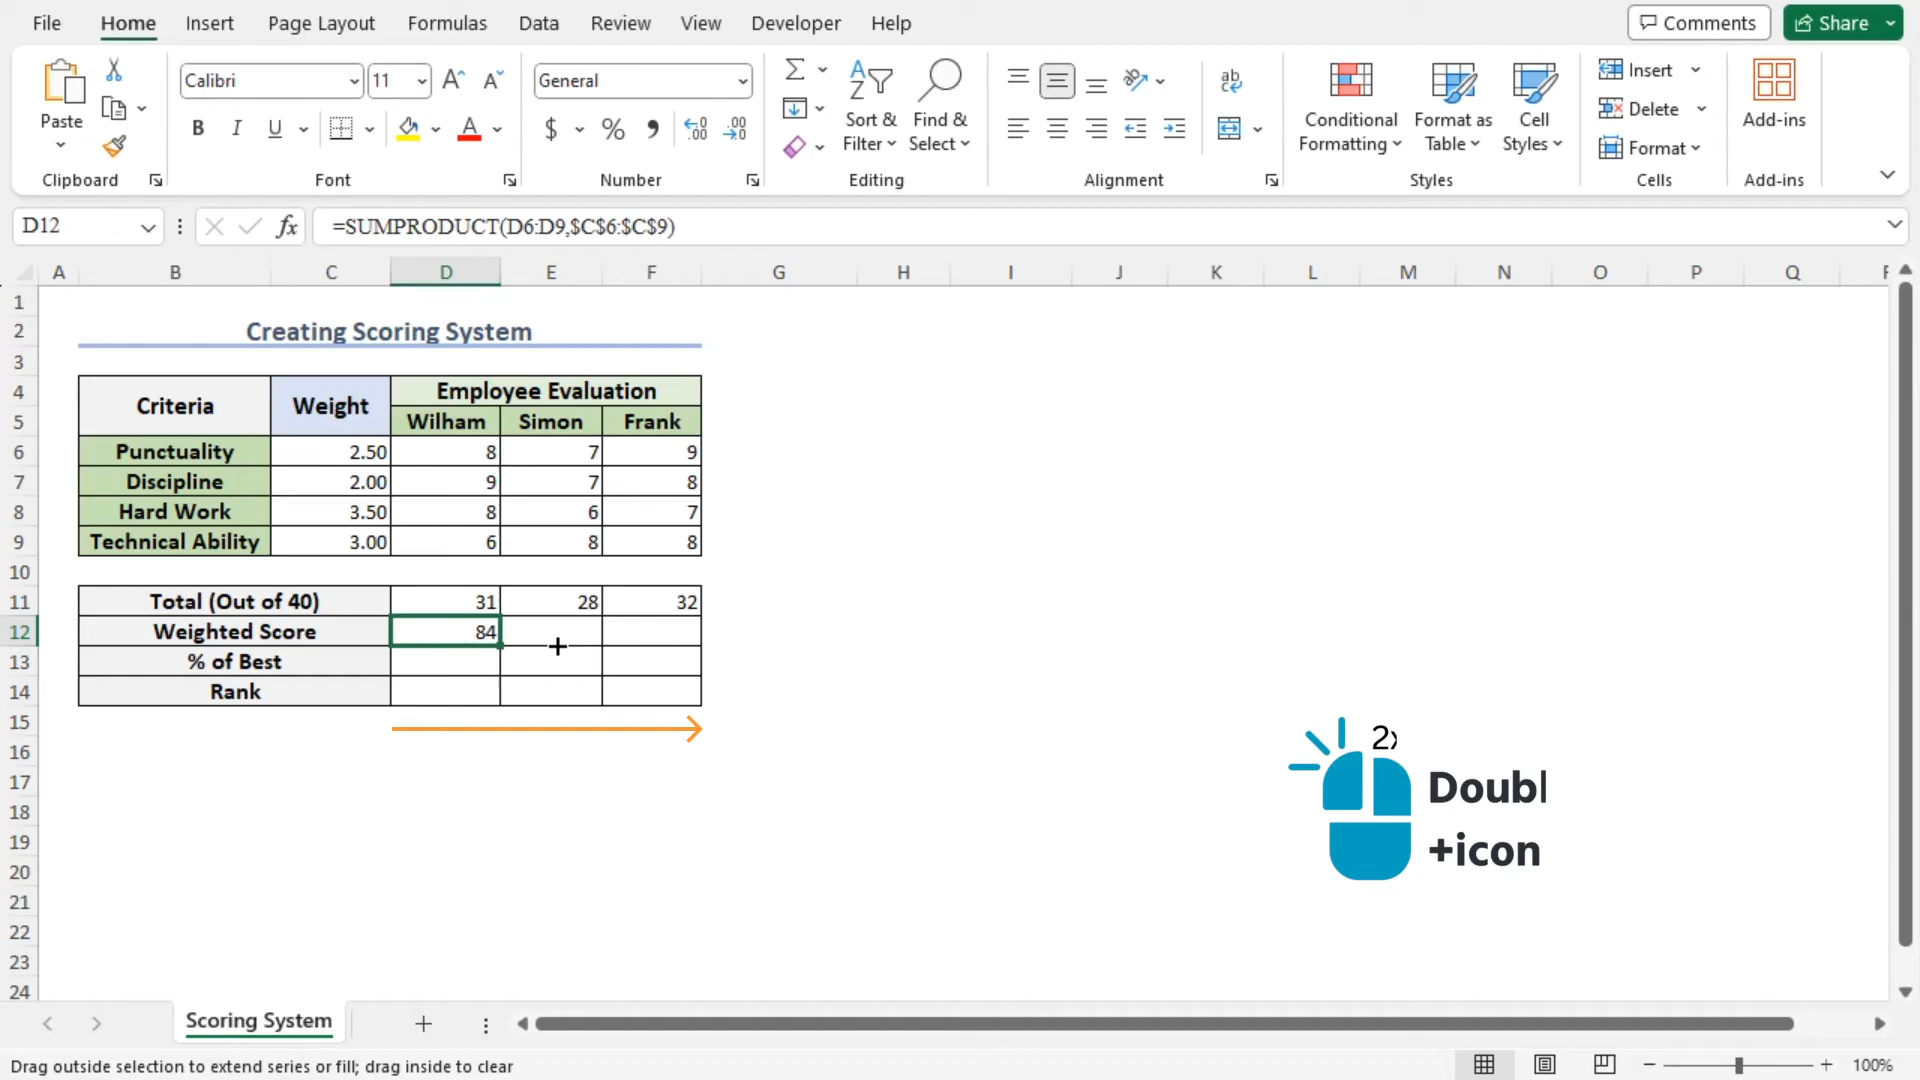 File Home Insert Page Layout Formulas Data Review View Developer Help Comments Share
Paste Calibri 11 General Sort & Filter Find & Select Conditional Formatting Format as Table Cell Styles Insert Delete Format Add-ins
Clipboard Font Number Editing Alignment Styles Cells Add-ins
D12 fx =SUMPRODUCT(D6:D9,$C$6:$C$9)
A B C D E F G H I J K L M N O P Q
1
2 Creating Scoring System
3
4 Criteria Weight Employee Evaluation
5 Wilham Simon Frank
6 Punctuality 2.50 8 7 9
7 Discipline 2.00 9 7 8
8 Hard Work 3.50 8 6 7
9 Technical Ability 3.00 6 8 8
10
11 Total (Out of 40) 31 28 32
12 Weighted Score 84
13 % of Best
14 Rank
15
16
17
18
19
20
21
22
23
24
2x
Doubl
+icon
Scoring System
Drag outside selection to extend series or fill; drag inside to clear 100%